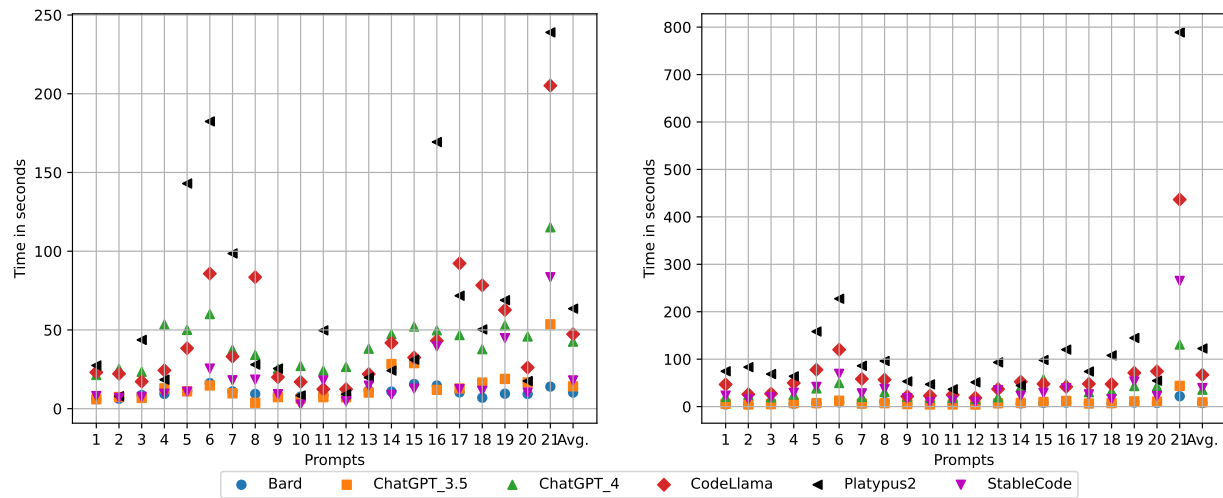 250
200
150
100
50
0
Time in seconds
1 2 3 4 5 6 7 8 9 10 11 12 13 14 15 16 17 18 19 20 21 Avg.
Prompts
800
700
600
500
400
300
200
100
0
Time in seconds
1 2 3 4 5 6 7 8 9 10 11 12 13 14 15 16 17 18 19 20 21 Avg.
Prompts
Bard ChatGPT_3.5 ChatGPT_4 CodeLlama Platypus2 StableCode